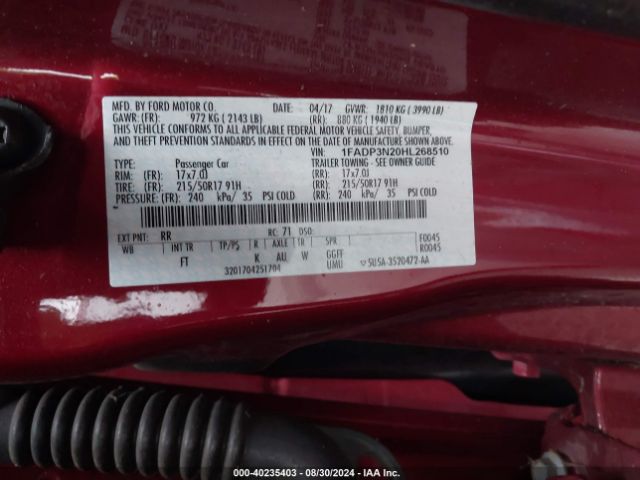 MFD. BY FORD MOTOR CO. DATE: 04/17 GVWR: 1810 KG ( 3990 LB)
GAWR: (FR): 972 KG ( 2143 LB) (RR): 880 KG ( 1940 LB)
THIS VEHICLE CONFORMS TO ALL APPLICABLE FEDERAL MOTOR VEHICLE SAFETY, BUMPER,
AND THEFT PREVENTION STANDARDS IN EFFECT ON THE DATE OF MANUFACTURE SHOWN ABOVE.
VIN: 1FADP3N20HL268510
TYPE: Passenger Car TRAILER TOWING - SEE OWNERS GUIDE
RIM: (FR): 17x7.0J (RR): 17x7.0J
TIRE: (FR): 215/50R17 91H (RR): 215/50R17 91H
PRESSURE: (FR): 240 kPa/ 35 PSI COLD (RR): 240 kPa/ 35 PSI COLD
EXT PNT: RR RC: 71 DSO: F0045
WB INT TR TP/PS R AXLE TR SPR R0045
FT K AU W GGFF
UMU
3201704251704 5U5A-3520472-AA
000-40235403 - 08/30/2024 - IAA Inc.